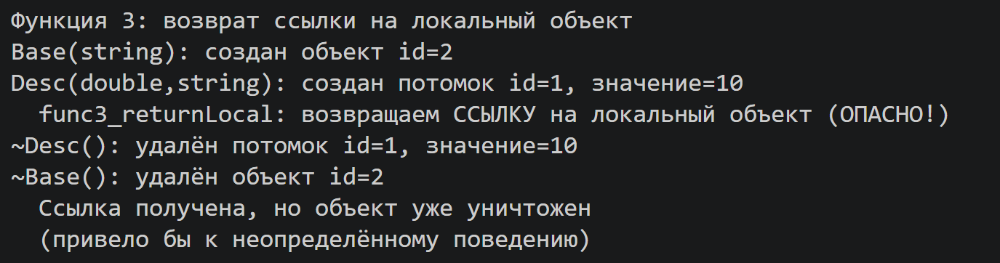 Функция 3: возврат ссылки на локальный объект
Base(string): создан объект id=2
Desc(double,string): создан потомок id=1, значение=10
  func3_returnLocal: возвращаем ССЫЛКУ на локальный объект (ОПАСНО!)
~Desc(): удалён потомок id=1, значение=10
~Base(): удалён объект id=2
  Ссылка получена, но объект уже уничтожен
  (привело бы к неопределённому поведению)